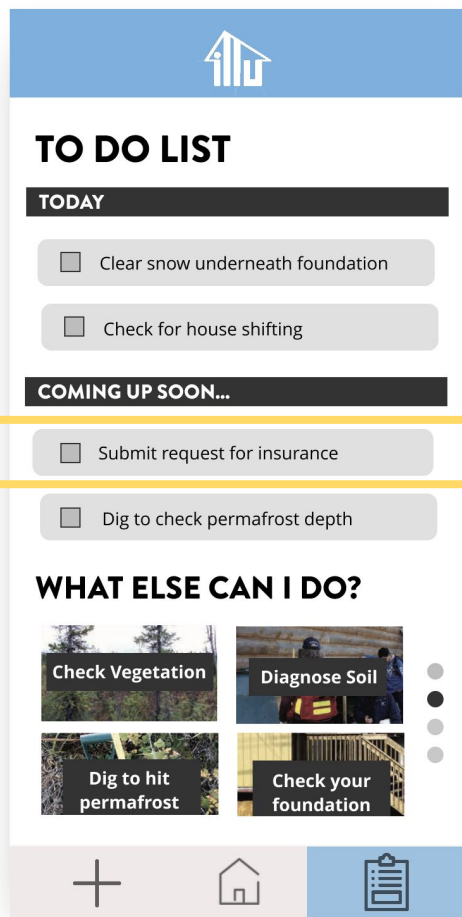 illu
TO DO LIST
TODAY
Clear snow underneath foundation
Check for house shifting
COMING UP SOON...
Submit request for insurance
Dig to check permafrost depth
WHAT ELSE CAN I DO?
Check Vegetation
Diagnose Soil
Dig to hit
permafrost
Check your
foundation